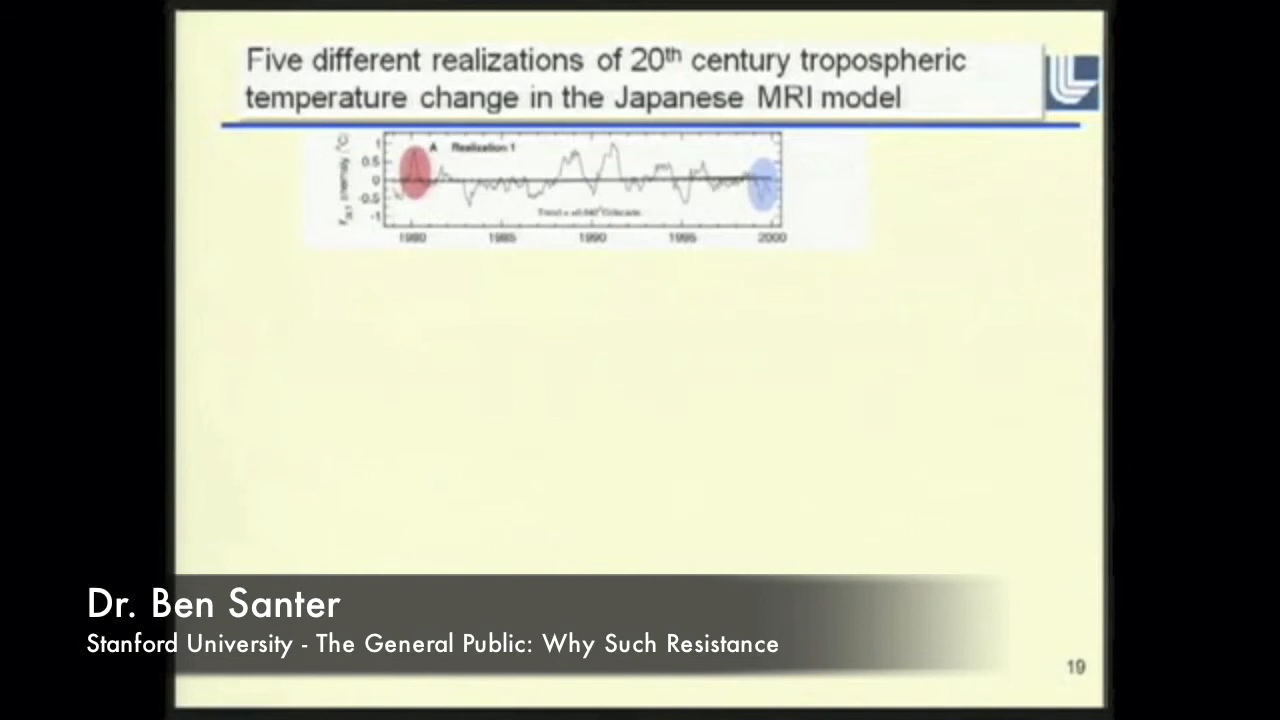 Five different realizations of 20th century tropospheric
temperature change in the Japanese MRI model
A Realization 1
1
0.5
0
-0.5
-1
1980 1985 1990 1995 2000
Dr. Ben Santer
Stanford University - The General Public: Why Such Resistance
19